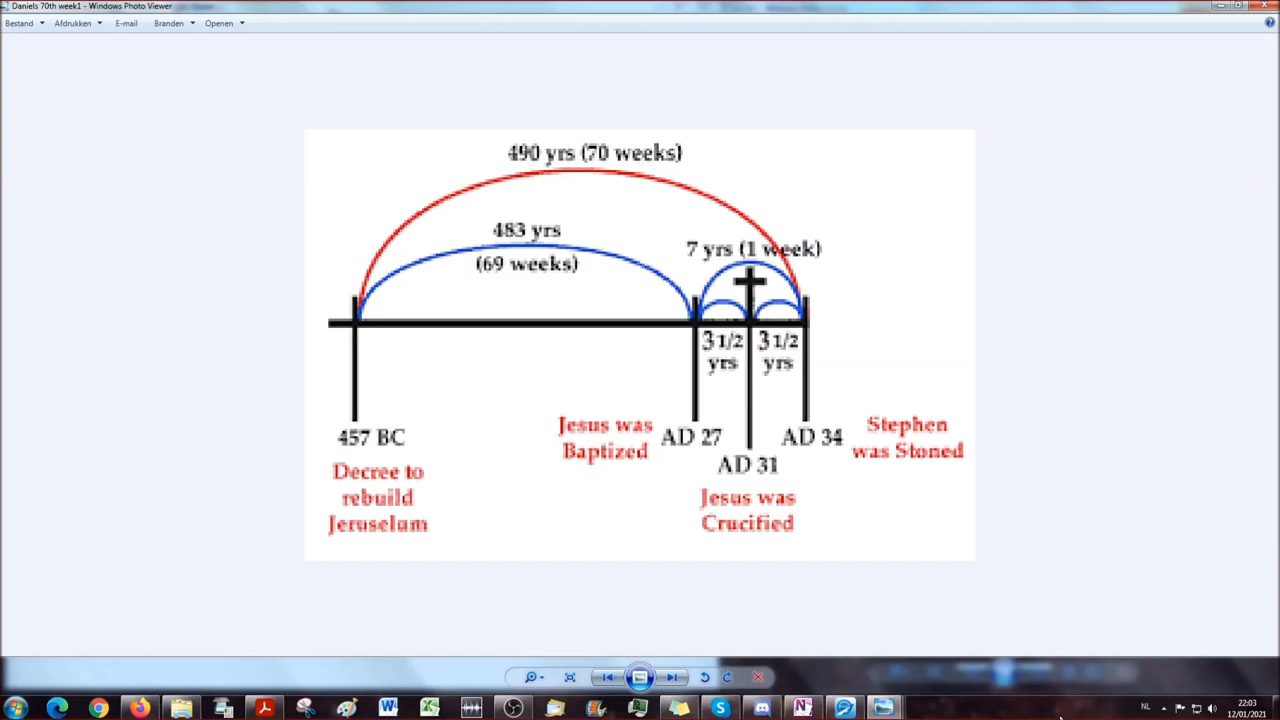 Daniels 70th week1 - Windows Photo Viewer
Bestand Afdrukken E-mail Branden Openen
490 yrs (70 weeks)
483 yrs
(69 weeks)
7 yrs (1 week)
3 1/2 yrs
3 1/2 yrs
457 BC
Decree to
rebuild
Jeruselum
Jesus was
Baptized
AD 27
AD 31
Jesus was
Crucified
AD 34
Stephen
was Stoned
NL
22:03
12/01/2021